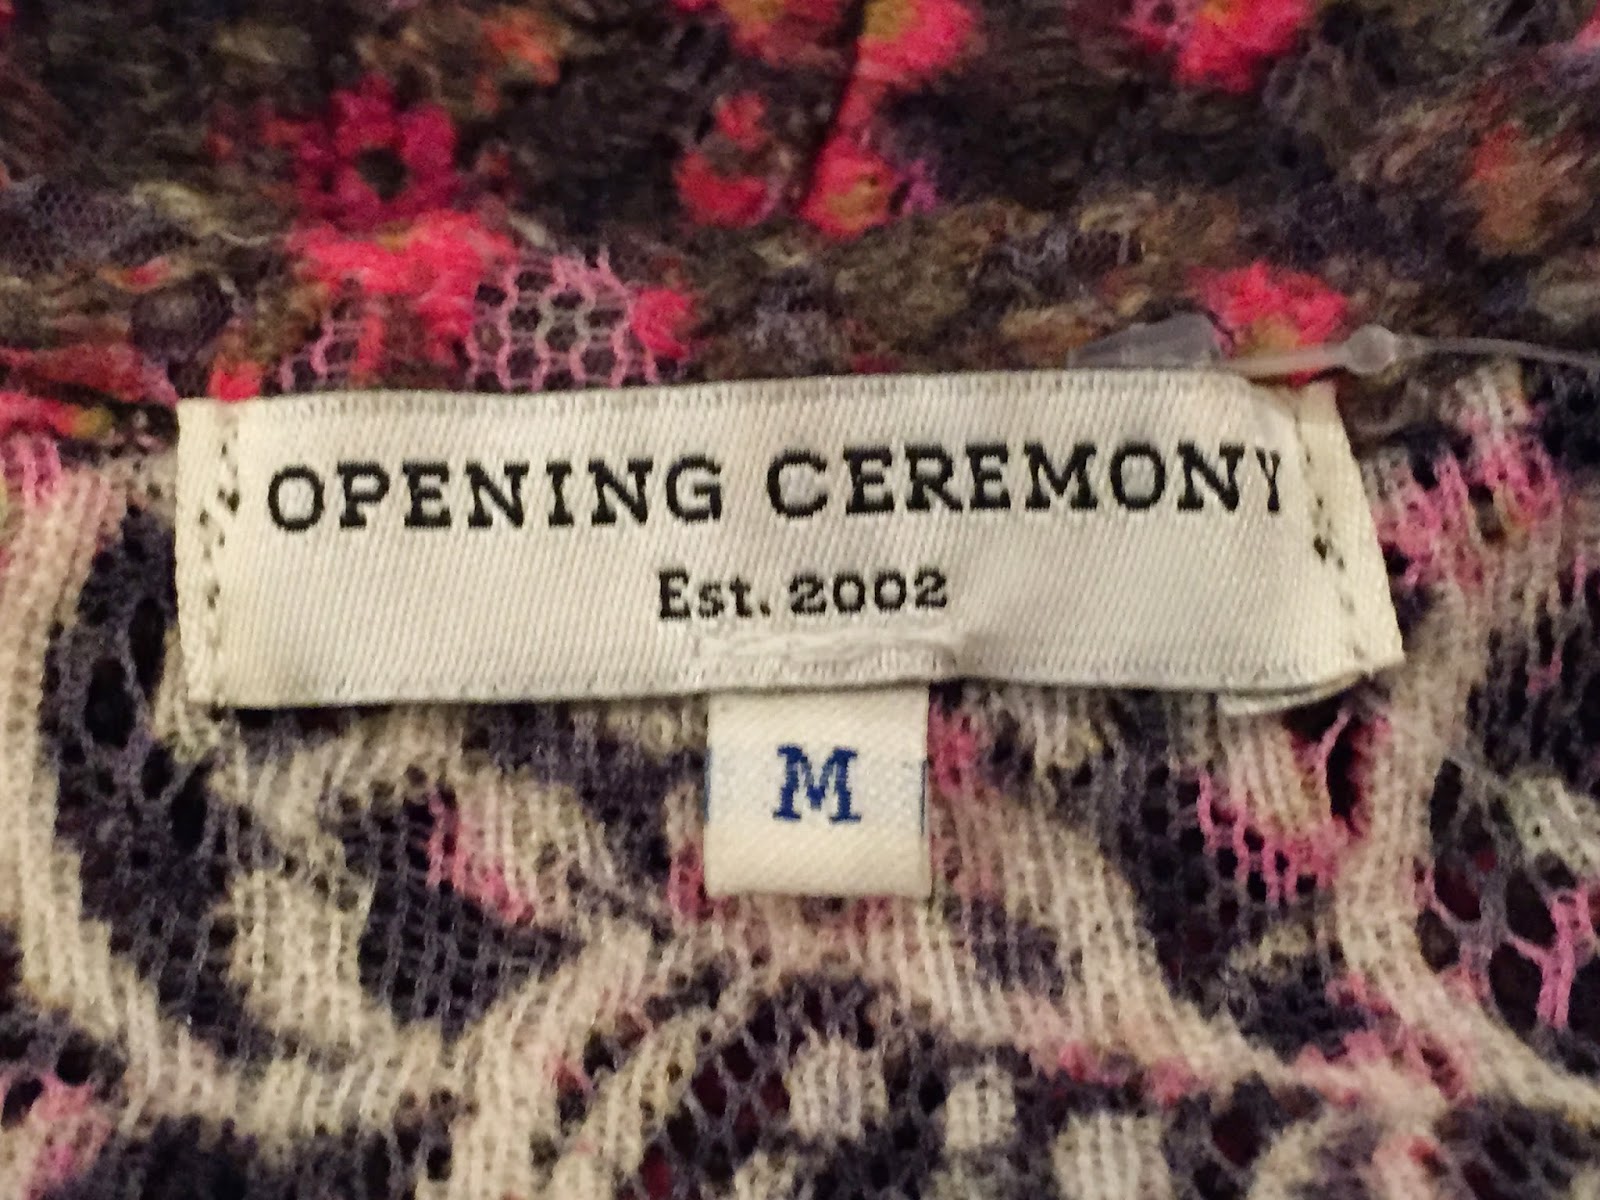 OPENING CEREMONY
Est. 2002
M